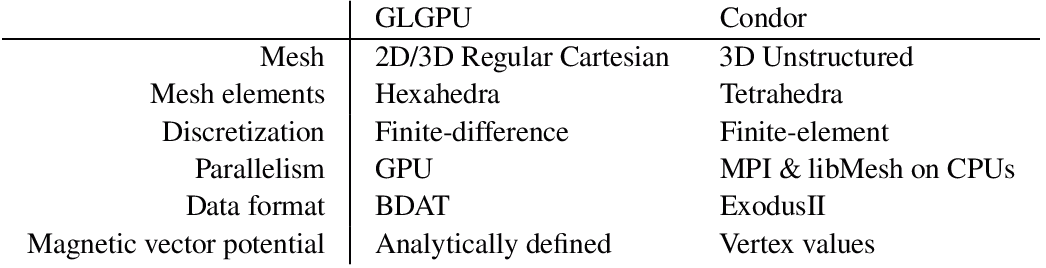 GLGPU Condor
Mesh 2D/3D Regular Cartesian 3D Unstructured
Mesh elements Hexahedra Tetrahedra
Discretization Finite-difference Finite-element
Parallelism GPU MPI & libMesh on CPUs
Data format BDAT ExodusII
Magnetic vector potential Analytically defined Vertex values